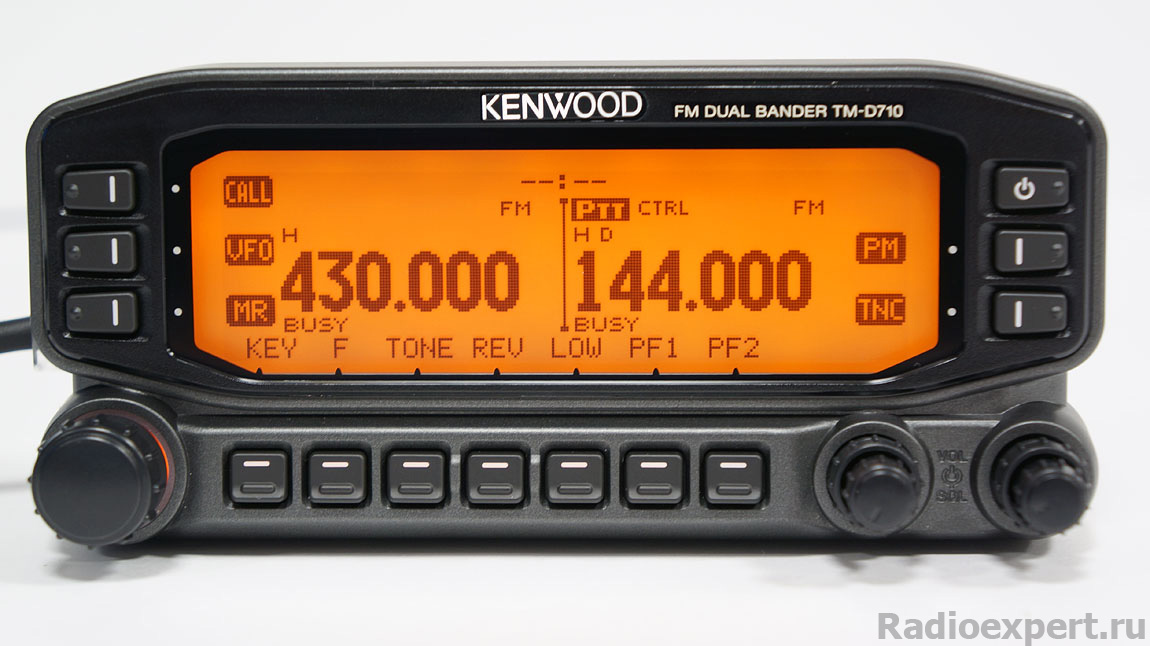 KENWOOD FM DUAL BANDER TM-D710
CALL --:--
FM PTT CTRL FM
VFO H H D PM
430.000 144.000
MR BUSY BUSY TNC
KEY F TONE REV LOW PF1 PF2
VOL
SQL
Radioexpert.ru